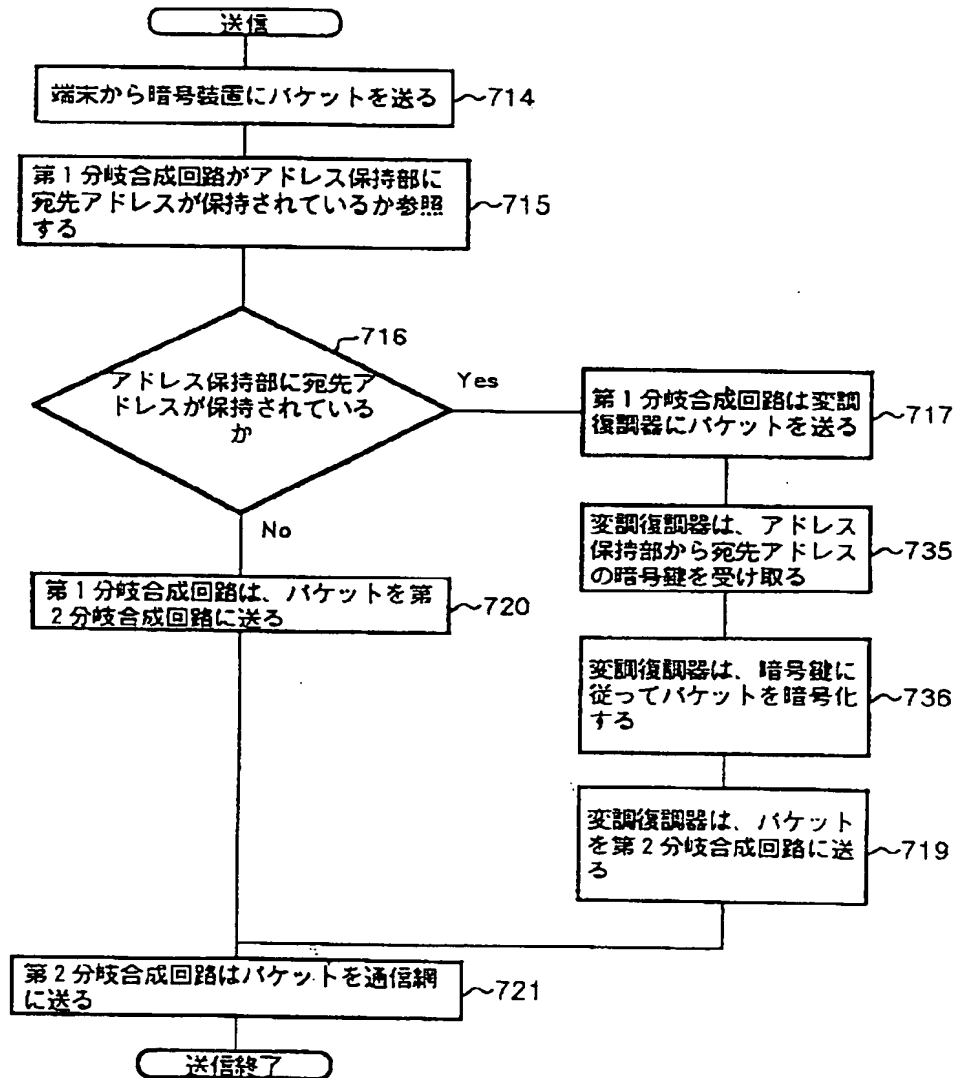 送信
端末から暗号装置にパケットを送る
714
第1分岐合成回路がアドレス保持部に
宛先アドレスが保持されているか参照
する
715
716
アドレス保持部に宛先ア
ドレスが保持されている
か
Yes
第1分岐合成回路は変調
復調器にパケットを送る
717
変調復調器は、アドレス
保持部から宛先アドレス
の暗号鍵を受け取る
735
No
第1分岐合成回路は、パケットを第
2分岐合成回路に送る
720
変調復調器は、暗号鍵に
従ってパケットを暗号化
する
736
変調復調器は、パケット
を第2分岐合成回路に送
る
719
第2分岐合成回路はパケットを通信網
に送る
721
送信終了